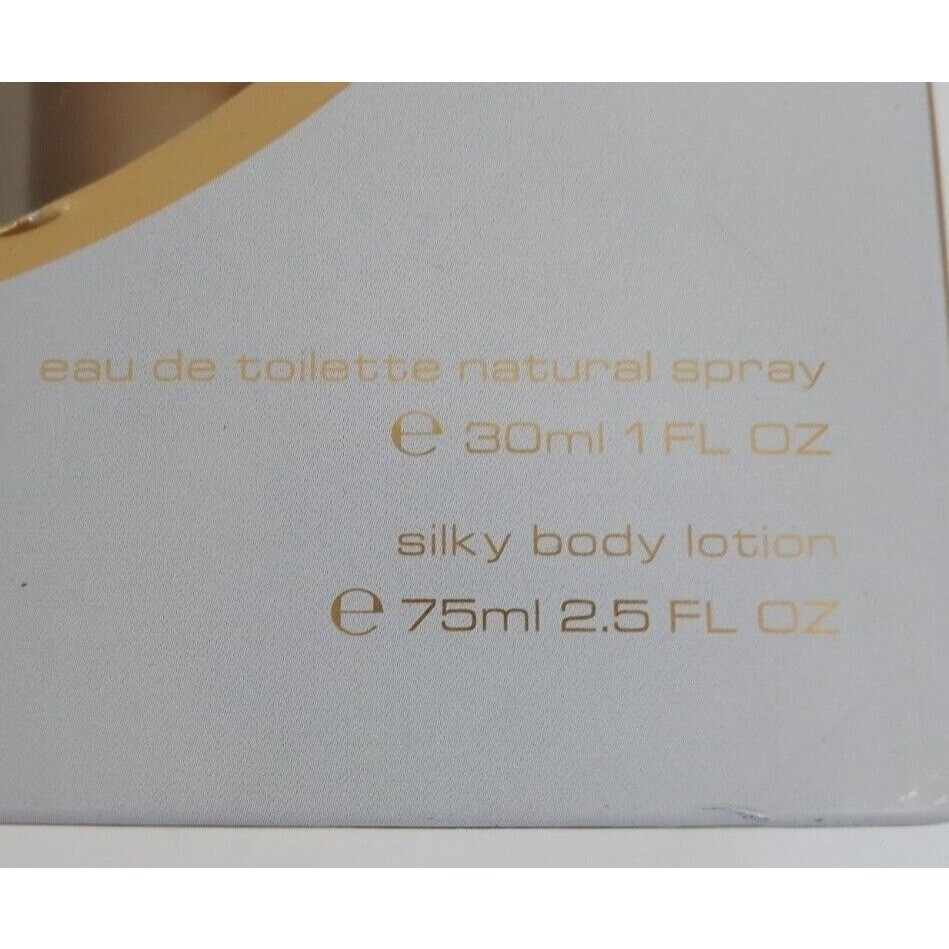 eau de toilette natural spray
℮ 30ml 1 FL OZ
silky body lotion
℮ 75ml 2.5 FL OZ